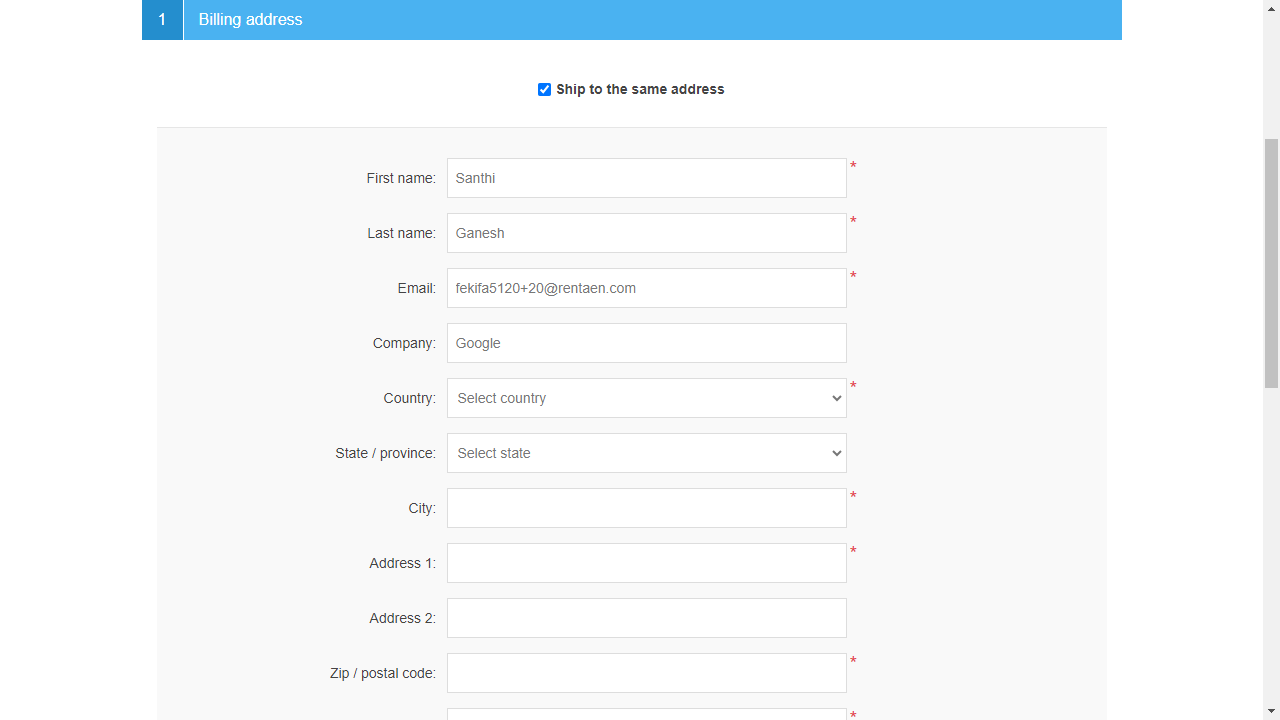 1 Billing address
Ship to the same address
First name: Santhi *
Last name: Ganesh *
Email: fekifa5120+20@rentaen.com *
Company: Google
Country: Select country *
State / province: Select state
City: *
Address 1: *
Address 2:
Zip / postal code: *
*